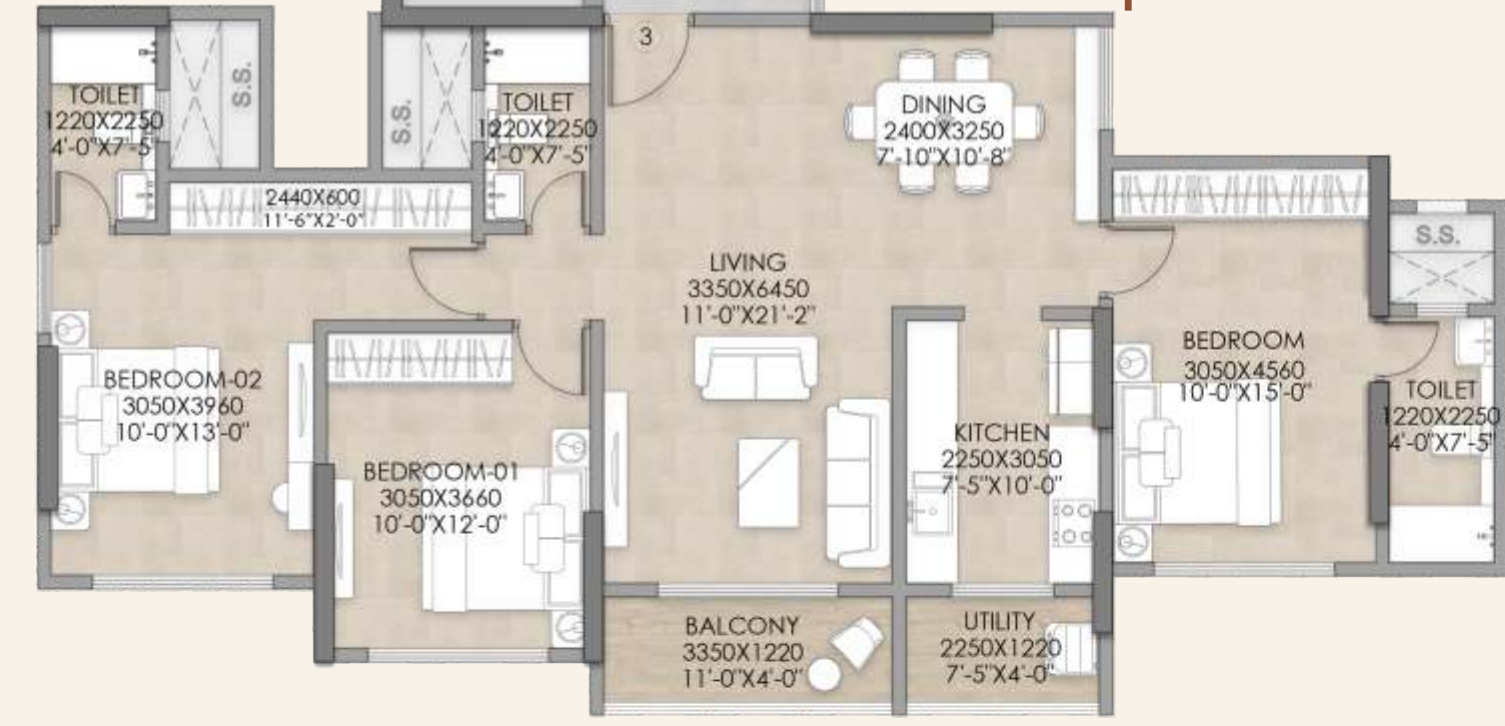 3
S.S.
S.S.
TOILET
1220X2250
4'-0"X7'-5"
TOILET
1220X2250
4'-0"X7'-5"
DINING
2400X3250
7'-10"X10'-8"
2440X600
11'-6"X2'-0"
S.S.
LIVING
3350X6450
11'-0"X21'-2"
BEDROOM
3050X4560
10'-0"X15'-0"
BEDROOM-02
3050X3960
10'-0"X13'-0"
TOILET
1220X2250
4'-0"X7'-5"
KITCHEN
2250X3050
7'-5"X10'-0"
BEDROOM-01
3050X3660
10'-0"X12'-0"
BALCONY
3350X1220
11'-0"X4'-0"
UTILITY
2250X1220
7'-5"X4'-0"